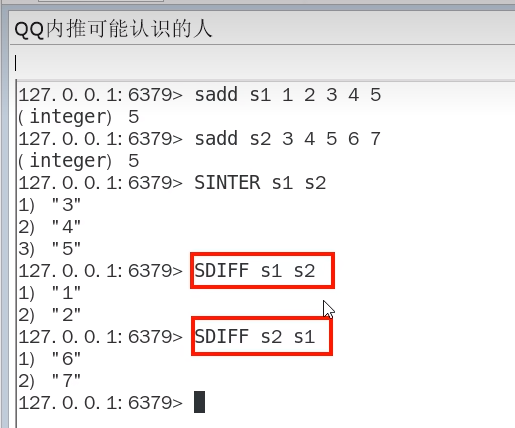 QQ内推可能认识的人
127.0.0.1:6379> sadd s1 1 2 3 4 5
(integer) 5
127.0.0.1:6379> sadd s2 3 4 5 6 7
(integer) 5
127.0.0.1:6379> SINTER s1 s2
1) "3"
2) "4"
3) "5"
127.0.0.1:6379> SDIFF s1 s2
1) "1"
2) "2"
127.0.0.1:6379> SDIFF s2 s1
1) "6"
2) "7"
127.0.0.1:6379>